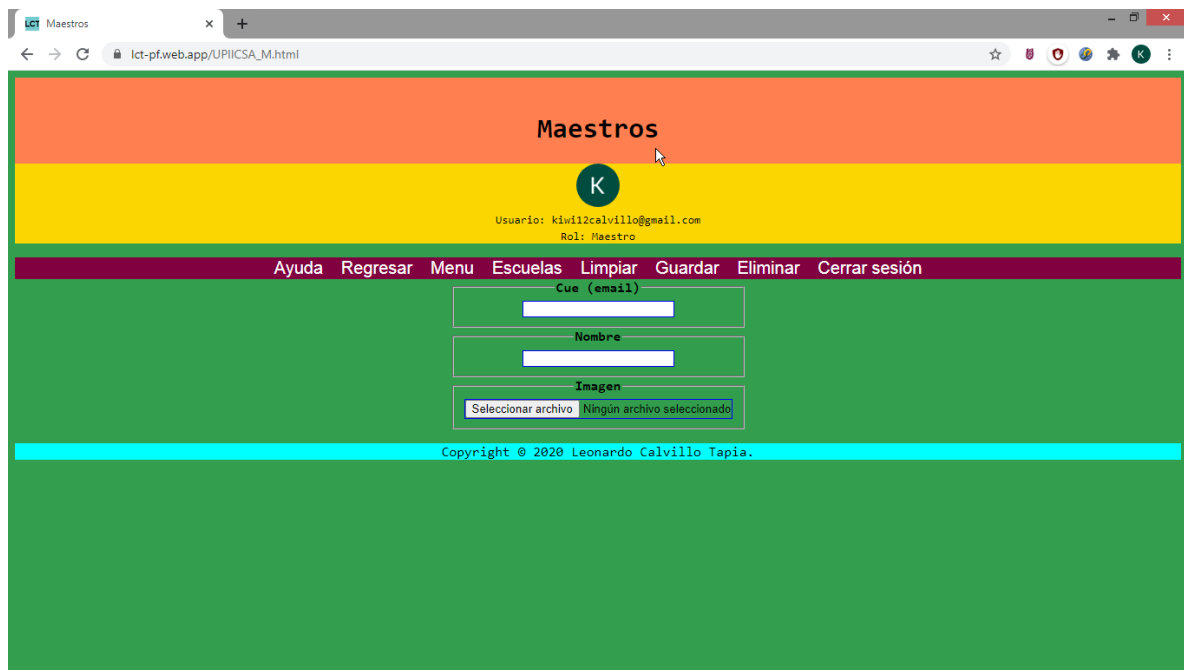 LCT Maestros
lct-pf.web.app/UPIICSA_M.html
K
Maestros
K
Usuario: kiwi12calvillo@gmail.com
Rol: Maestro
Ayuda Regresar Menu Escuelas Limpiar Guardar Eliminar Cerrar sesión
Cue (email)
Nombre
Imagen
Seleccionar archivo Ningún archivo seleccionado
Copyright © 2020 Leonardo Calvillo Tapia.